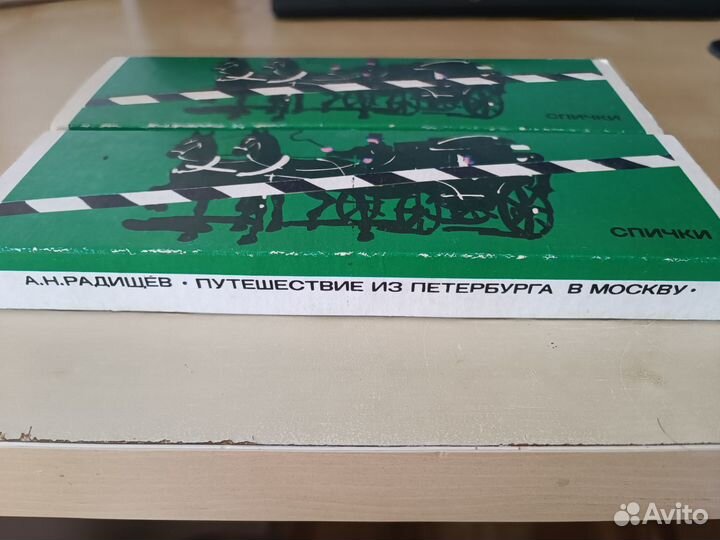 СПИЧКИ
СПИЧКИ
А.Н.РАДИЩЕВ · ПУТЕШЕСТВИЕ ИЗ ПЕТЕРБУРГА В МОСКВУ ·
Avito